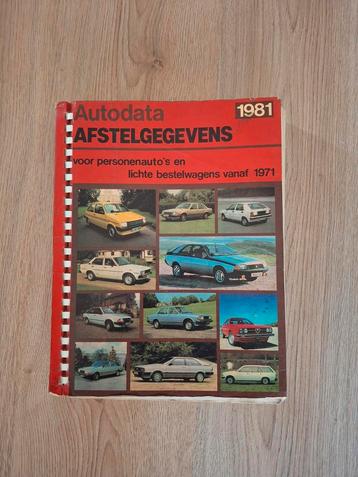 Autodata
1981
AFSTELGEGEVENS
voor personenauto's en
lichte bestelwagens vanaf 1971